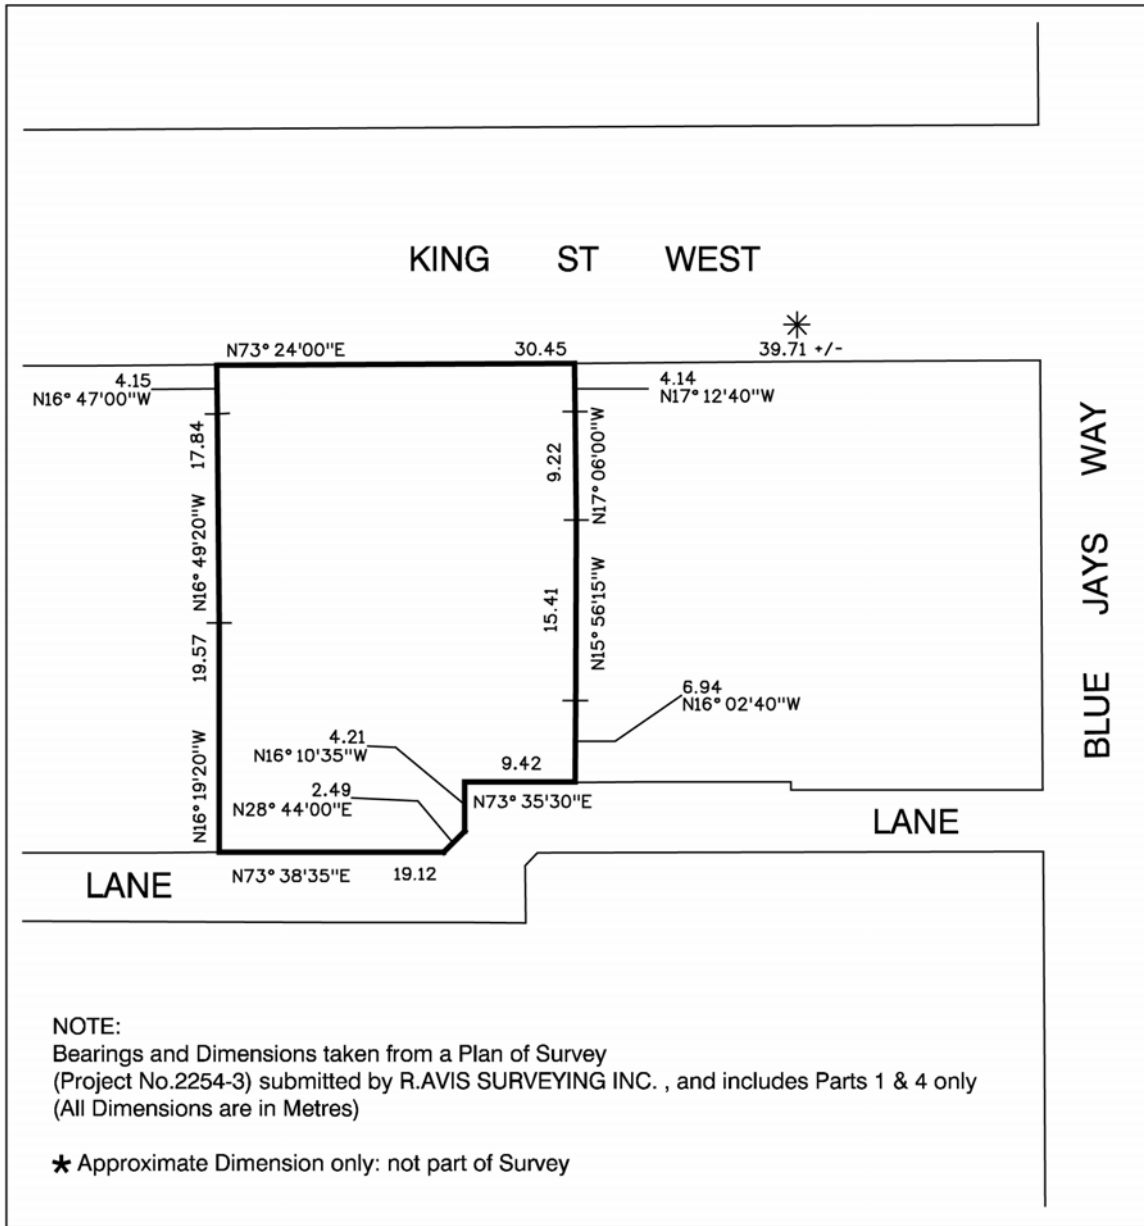 KING ST WEST
N73° 24'00"E 30.45
39.71 +/-
4.15
N16° 47'00"W
4.14
N17° 12'40"W
17.84
N16° 49'20"W
9.22
N17° 06'00"W
15.41
N15° 56'15"W
19.57
N16° 19'20"W
6.94
N16° 02'40"W
4.21
N16° 10'35"W
2.49
N28° 44'00"E
9.42
N73° 35'30"E
N73° 38'35"E 19.12
LANE
LANE
BLUE JAYS WAY
NOTE:
Bearings and Dimensions taken from a Plan of Survey
(Project No.2254-3) submitted by R.AVIS SURVEYING INC. , and includes Parts 1 & 4 only
(All Dimensions are in Metres)
* Approximate Dimension only: not part of Survey